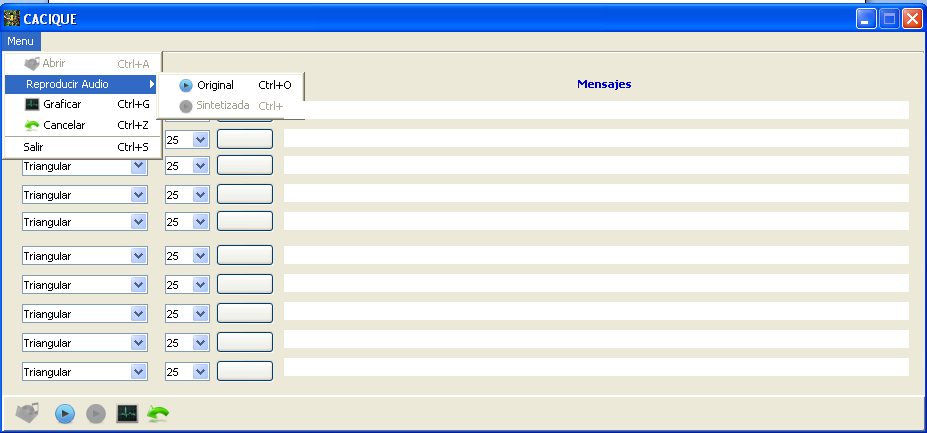 CACIQUE
Menu
Abrir Ctrl+A
Reproducir Audio
Original Ctrl+O
Mensajes
Graficar Ctrl+G
Sintetizada Ctrl+
Cancelar Ctrl+Z
25
Salir Ctrl+S
Triangular 25
Triangular 25
Triangular 25
Triangular 25
Triangular 25
Triangular 25
Triangular 25
Triangular 25